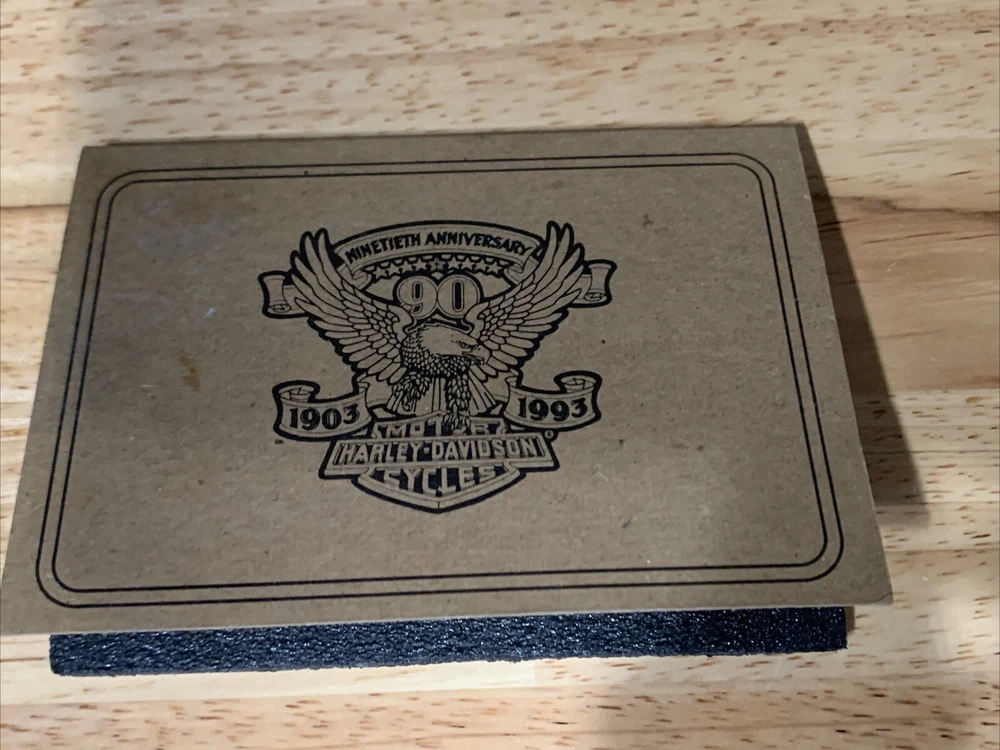 NINETIETH ANNIVERSARY
90
1903 1993
MOTOR
HARLEY-DAVIDSON
CYCLES